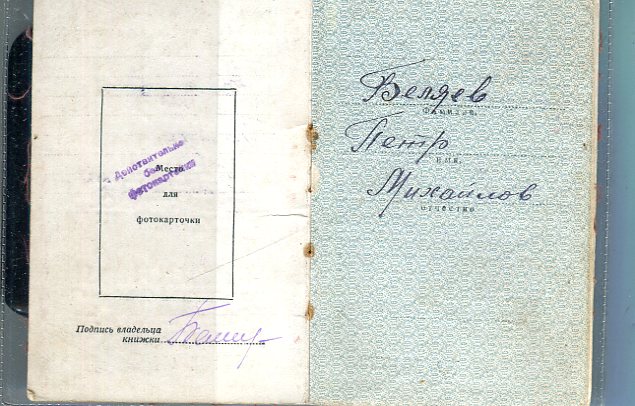 Действительно
без
фотокарточки
Место
для
фотокарточки
Подпись владельца
книжки
Беляев
Фамилия
Петр
имя
Михайлов
отчество